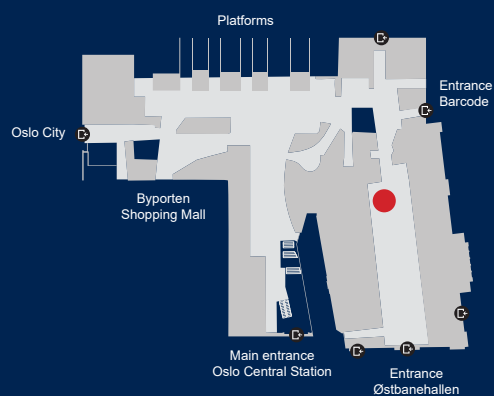 Platforms
Entrance
Barcode
Oslo City
Byporten
Shopping Mall
Main entrance
Oslo Central Station
Entrance
Østbanehallen